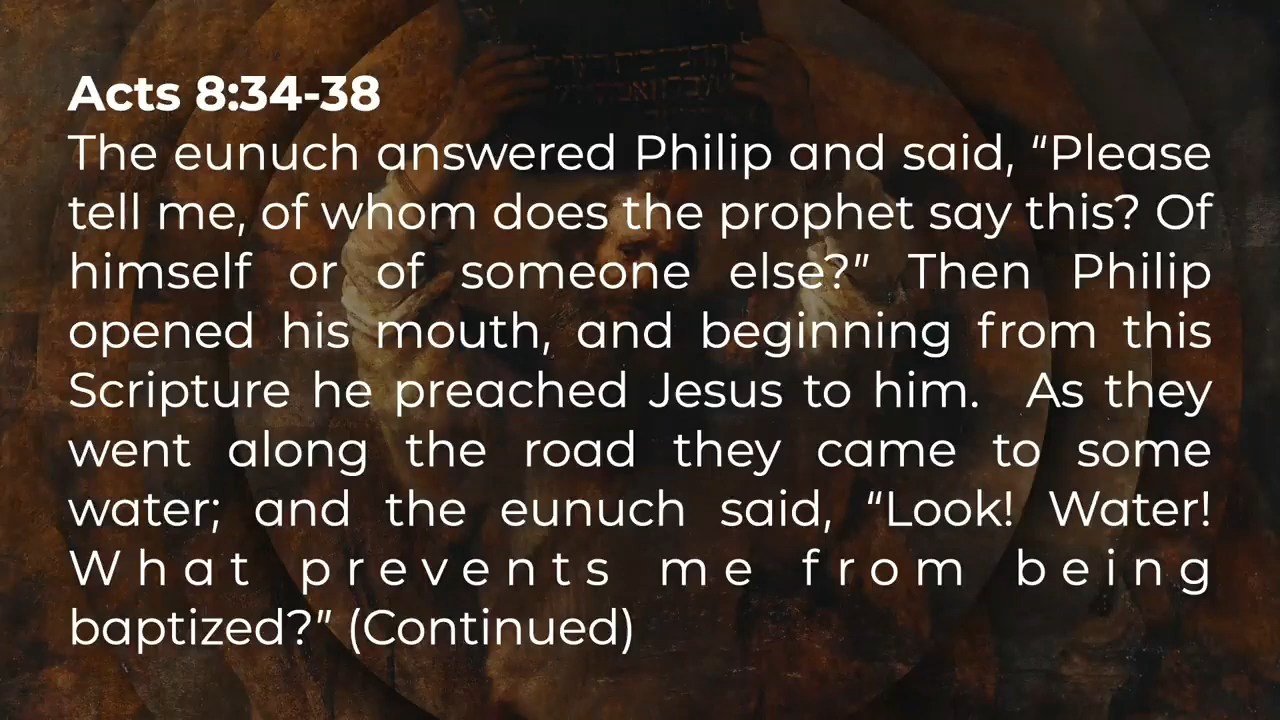 Acts 8:34-38
The eunuch answered Philip and said, “Please
tell me, of whom does the prophet say this? Of
himself or of someone else?” Then Philip
opened his mouth, and beginning from this
Scripture he preached Jesus to him.  As they
went along the road they came to some
water; and the eunuch said, “Look! Water!
What prevents me from being
baptized?” (Continued)